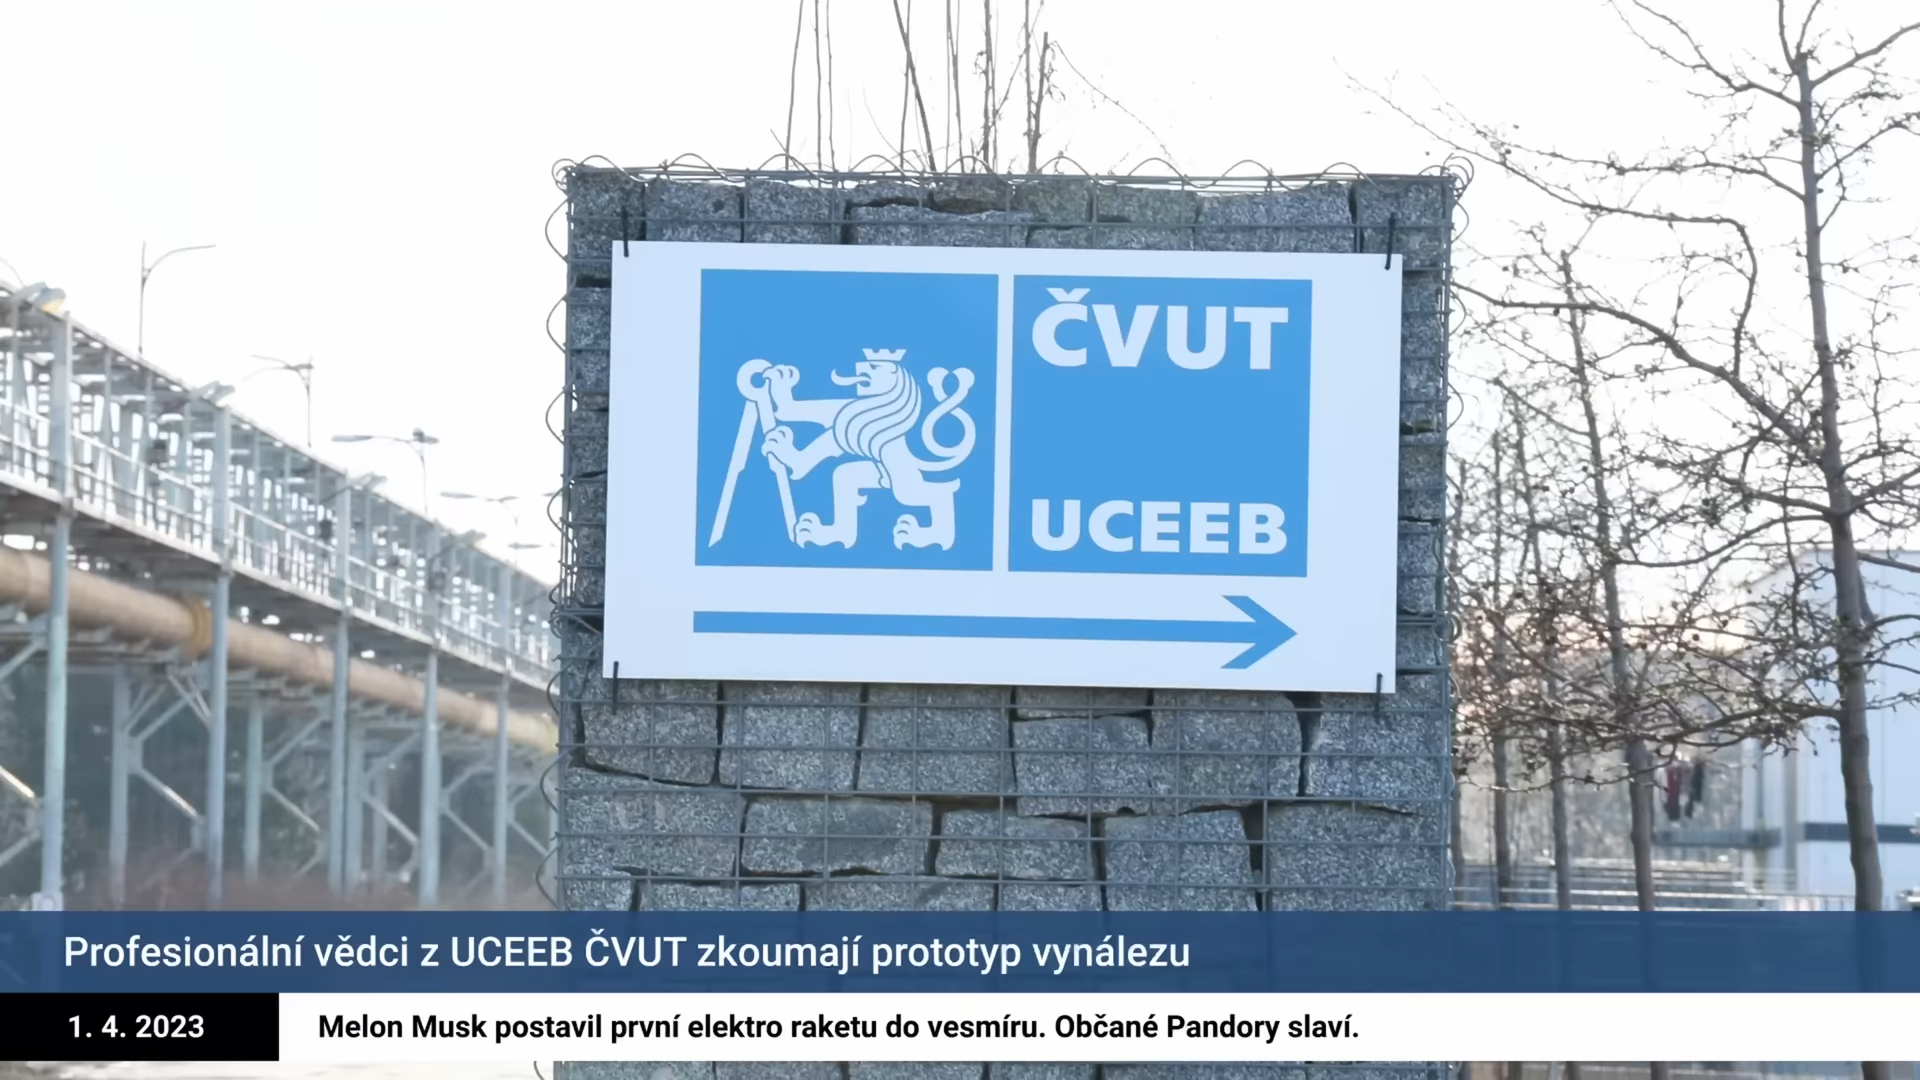 ČVUT
UCEEB
Profesionální vědci z UCEEB ČVUT zkoumají prototyp vynálezu
1. 4. 2023
Melon Musk postavil první elektro raketu do vesmíru. Občané Pandory slaví.